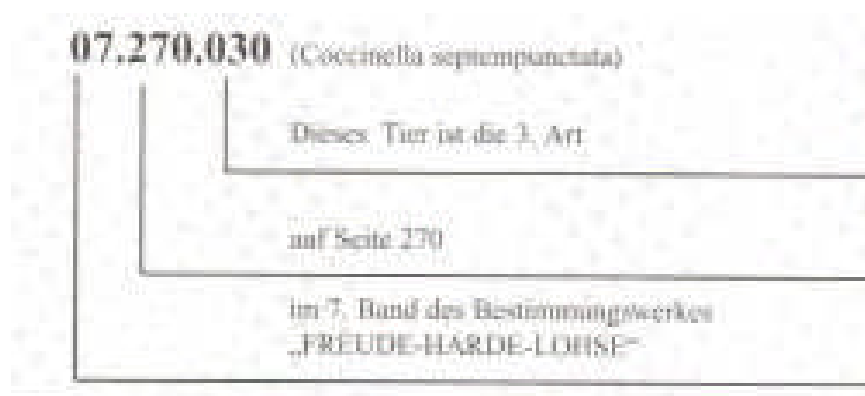 07.270.030 (Coccinella septempunctata)
Dieses Tier ist die 3. Art
auf Seite 270
im 7. Band des Bestimmungswerkes
„FREUDE-HARDE-LOHSE“